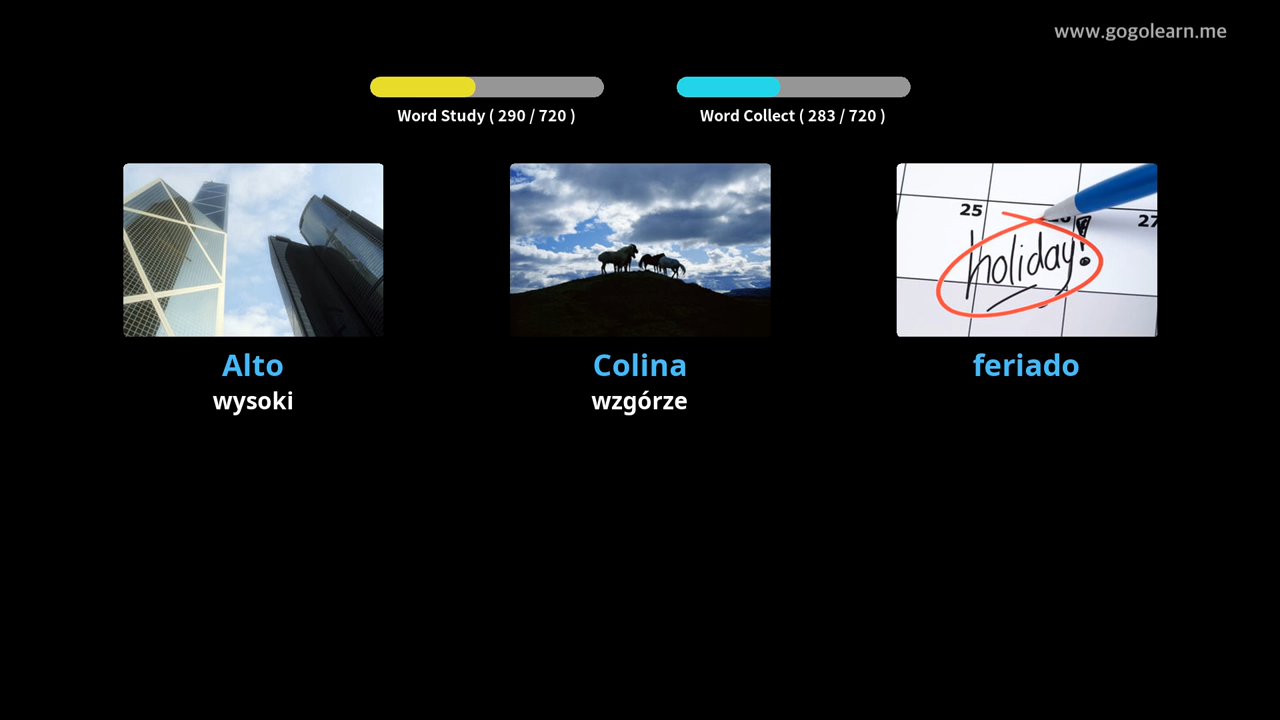 www.gogolearn.me
Word Study ( 290 / 720 )
Word Collect ( 283 / 720 )
25
27
holiday!
Alto
Colina
feriado
wysoki
wzgórze